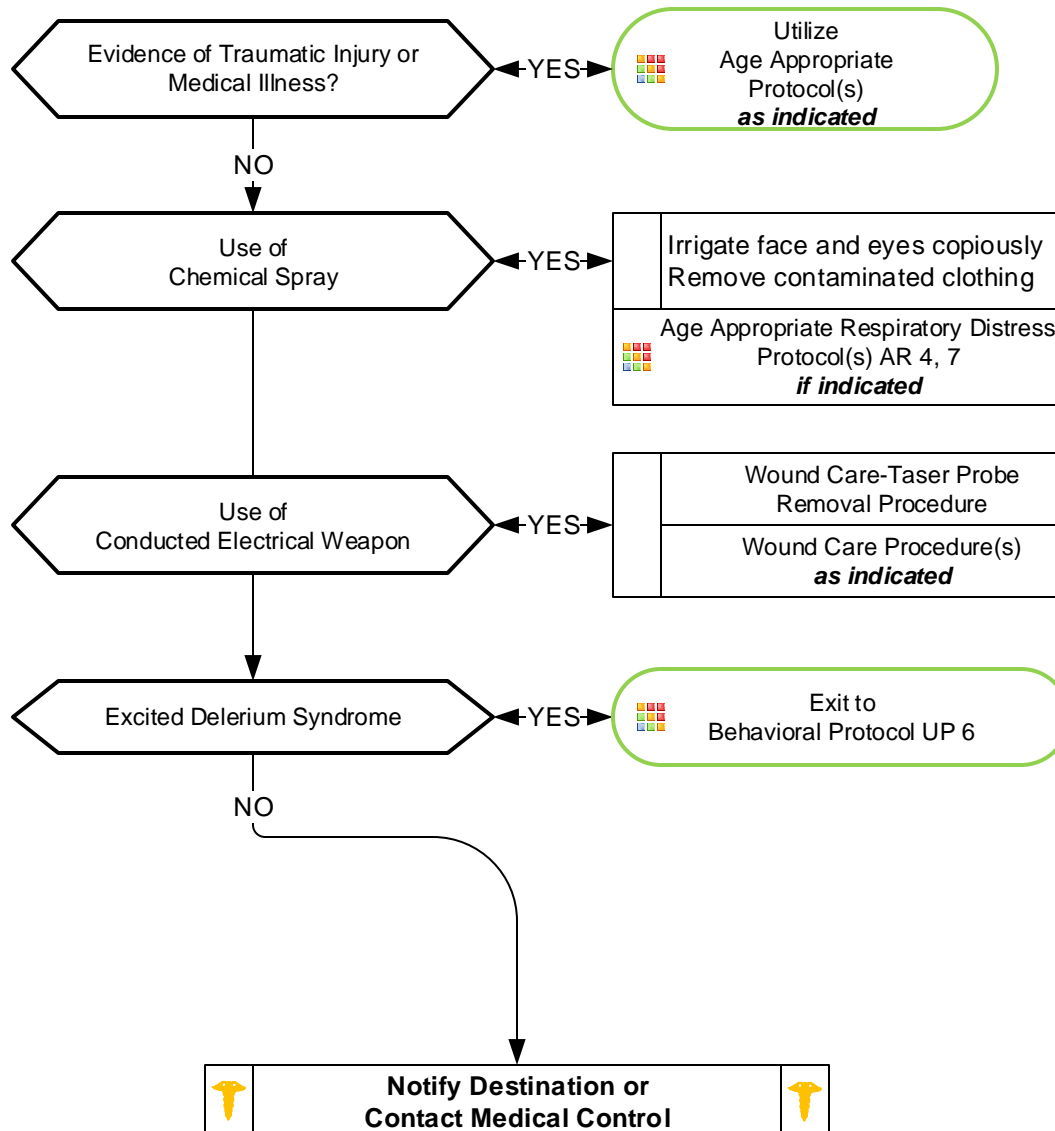 Evidence of Traumatic Injury or
Medical Illness?
YES
Utilize
Age Appropriate
Protocol(s)
as indicated
NO
Use of
Chemical Spray
YES
Irrigate face and eyes copiously
Remove contaminated clothing
Age Appropriate Respiratory Distress
Protocol(s) AR 4, 7
if indicated
Use of
Conducted Electrical Weapon
YES
Wound Care-Taser Probe
Removal Procedure
Wound Care Procedure(s)
as indicated
Excited Delerium Syndrome
YES
Exit to
Behavioral Protocol UP 6
NO
Notify Destination or
Contact Medical Control